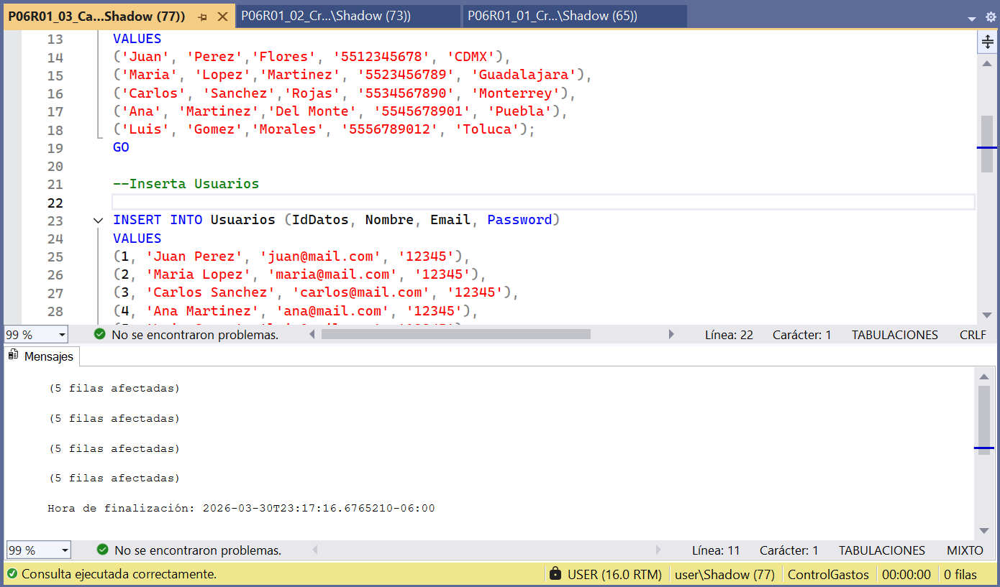 P06R01_03_Ca...Shadow (77)) P06R01_02_Cr...\Shadow (73)) P06R01_01_Cr...\Shadow (65))
13 VALUES
14 ('Juan', 'Perez','Flores', '5512345678', 'CDMX'),
15 ('Maria', 'Lopez','Martinez', '5523456789', 'Guadalajara'),
16 ('Carlos', 'Sanchez','Rojas', '5534567890', 'Monterrey'),
17 ('Ana', 'Martinez','Del Monte', '5545678901', 'Puebla'),
18 ('Luis', 'Gomez','Morales', '5556789012', 'Toluca');
19 GO
20
21 --Inserta Usuarios
22
23 INSERT INTO Usuarios (IdDatos, Nombre, Email, Password)
24 VALUES
25 (1, 'Juan Perez', 'juan@mail.com', '12345'),
26 (2, 'Maria Lopez', 'maria@mail.com', '12345'),
27 (3, 'Carlos Sanchez', 'carlos@mail.com', '12345'),
28 (4, 'Ana Martinez', 'ana@mail.com', '12345'),
99 % No se encontraron problemas. Línea: 22 Carácter: 1 TABULACIONES CRLF
Mensajes
(5 filas afectadas)
(5 filas afectadas)
(5 filas afectadas)
(5 filas afectadas)
Hora de finalización: 2026-03-30T23:17:16.6765210-06:00
99 % No se encontraron problemas. Línea: 11 Carácter: 1 TABULACIONES MIXTO
Consulta ejecutada correctamente. USER (16.0 RTM) user\Shadow (77) ControlGastos 00:00:00 0 filas